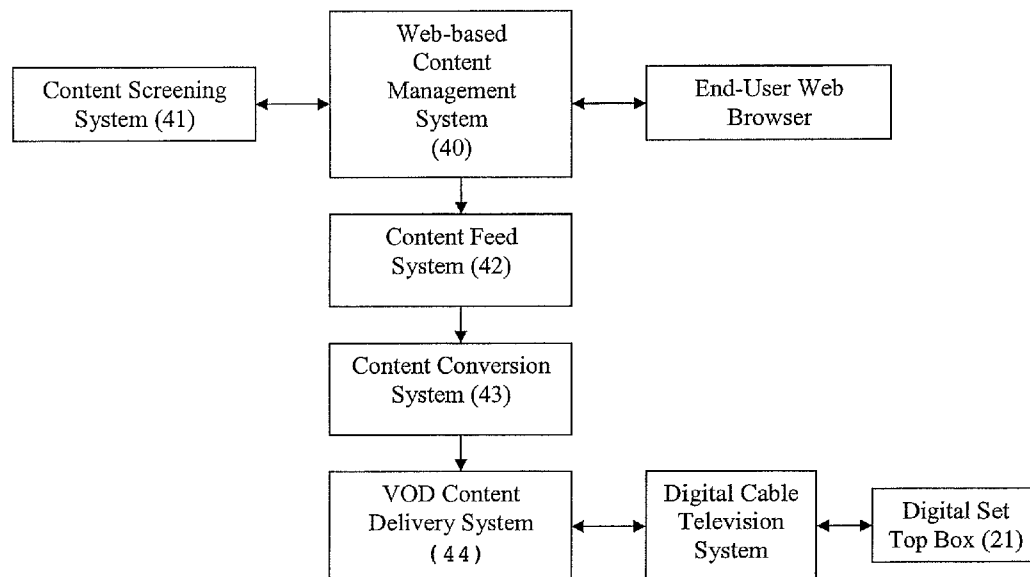 Web-based
Content
Management
System
(40)
Content Screening
System (41)
End-User Web
Browser
Content Feed
System (42)
Content Conversion
System (43)
VOD Content
Delivery System
(44)
Digital Cable
Television
System
Digital Set
Top Box (21)